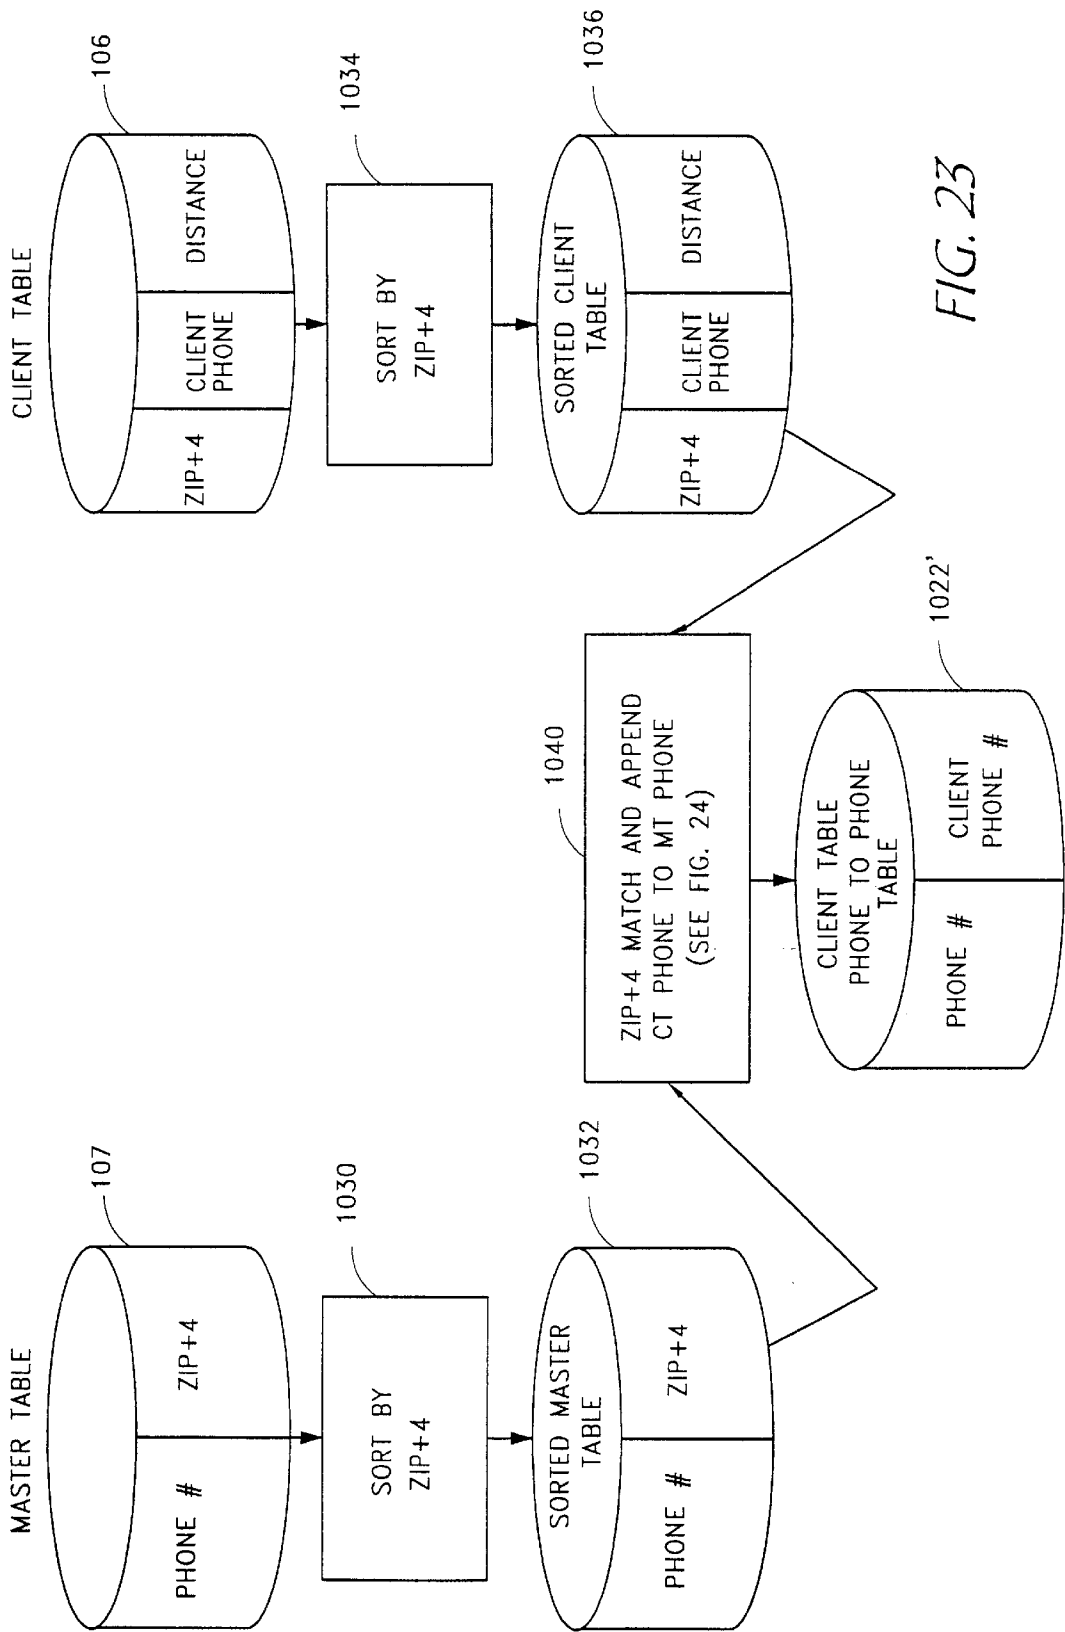 MASTER TABLE
107
PHONE #
ZIP+4
1030
SORT BY
ZIP+4
1032
SORTED MASTER
TABLE
PHONE #
ZIP+4
CLIENT TABLE
106
ZIP+4
CLIENT
PHONE
DISTANCE
1034
SORT BY
ZIP+4
1036
SORTED CLIENT
TABLE
ZIP+4
CLIENT
PHONE
DISTANCE
1040
ZIP+4 MATCH AND APPEND
CT PHONE TO MT PHONE
(SEE FIG. 24)
1022'
CLIENT TABLE
PHONE TO PHONE
TABLE
PHONE #
CLIENT
PHONE #
FIG. 23